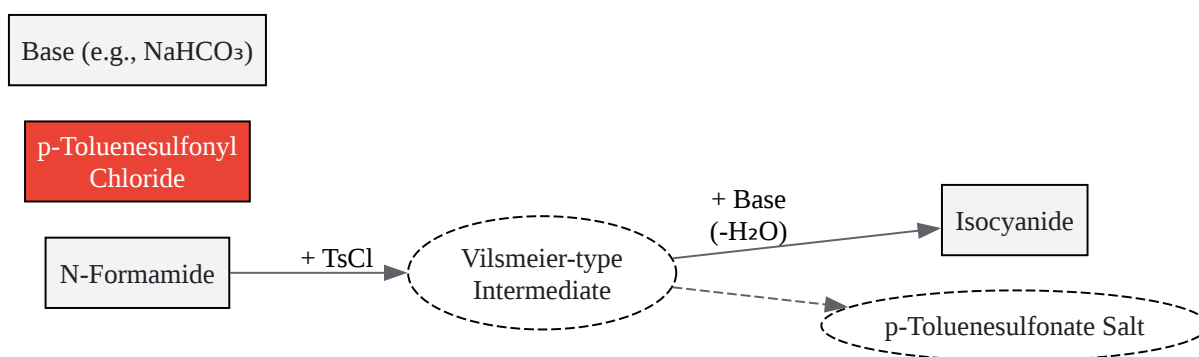 Base (e.g., NaHCO₃)
p-Toluenesulfonyl
Chloride
N-Formamide
+ TsCl
Vilsmeier-type
Intermediate
+ Base
(-H₂O)
Isocyanide
p-Toluenesulfonate Salt